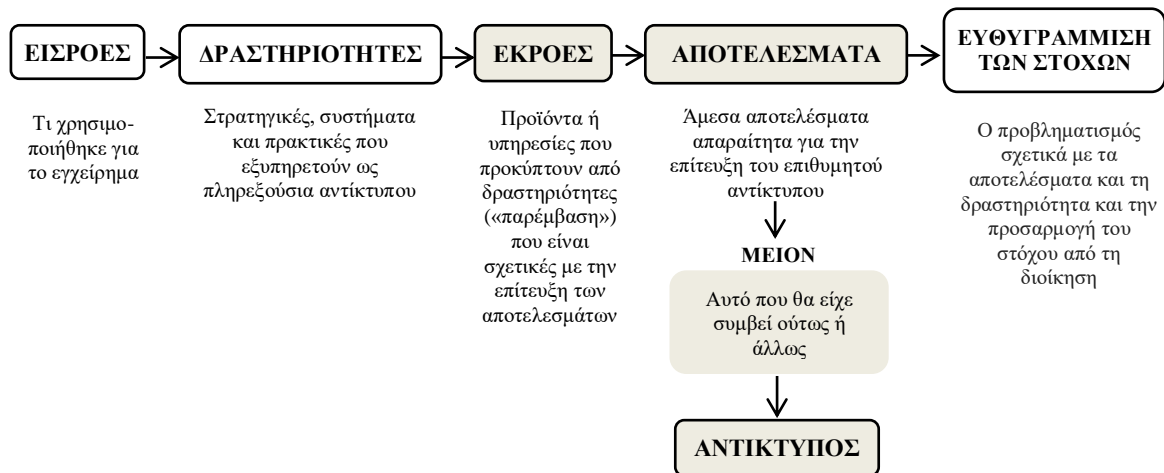 ΕΙΣΡΟΕΣ
ΔΡΑΣΤΗΡΙΟΤΗΤΕΣ
ΕΚΡΟΕΣ
ΑΠΟΤΕΛΕΣΜΑΤΑ
ΕΥΘΥΓΡΑΜΜΙΣΗ
ΤΩΝ ΣΤΟΧΩΝ
Τι χρησιμο-
ποιήθηκε για
το εγχείρημα
Στρατηγικές, συστήματα
και πρακτικές που
εξυπηρετούν ως
πληρεξούσια αντίκτυπου
Προϊόντα ή
υπηρεσίες που
προκύπτουν από
δραστηριότητες
(«παρέμβαση»)
που είναι
σχετικές με την
επίτευξη των
αποτελεσμάτων
Άμεσα αποτελέσματα
απαραίτητα για την
επίτευξη του επιθυμητού
αντίκτυπου
ΜΕΙΟΝ
Αυτό που θα είχε
συμβεί ούτως ή
άλλως
ΑΝΤΙΚΤΥΠΟΣ
Ο προβληματισμός
σχετικά με τα
αποτελέσματα και τη
δραστηριότητα και την
προσαρμογή του
στόχου από τη
διοίκηση